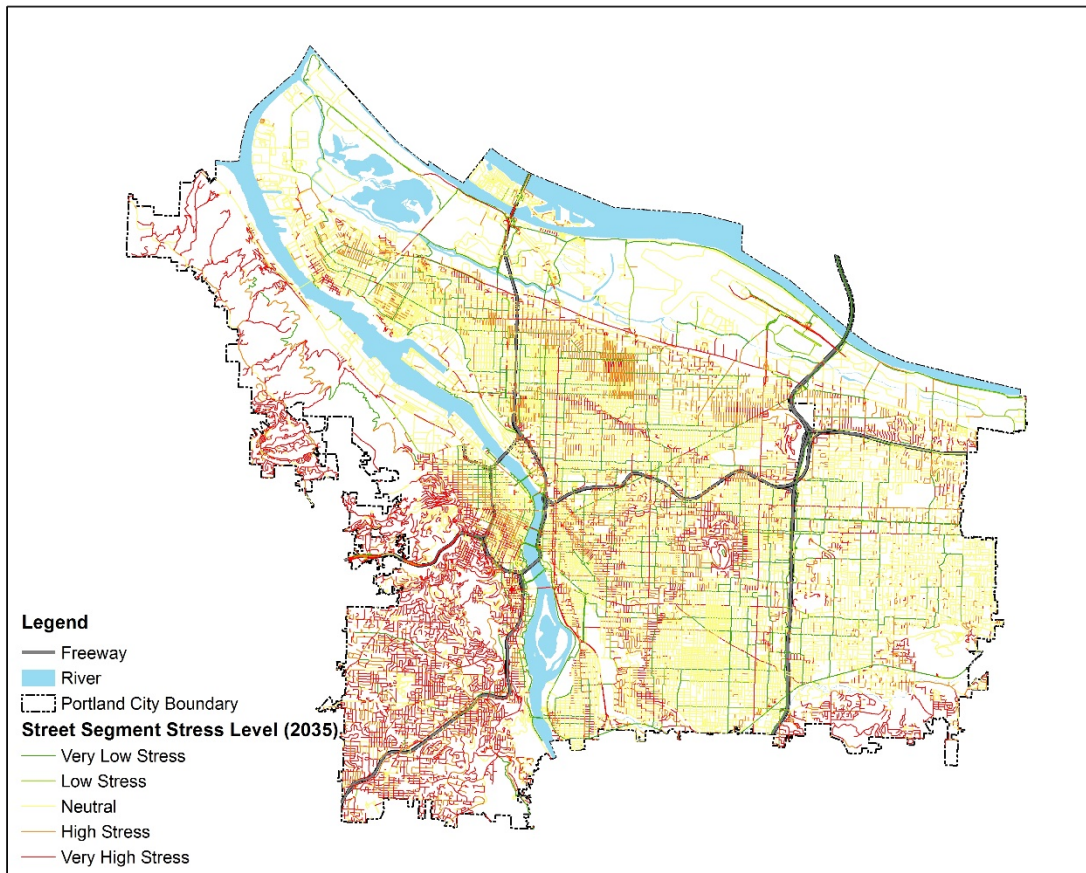 Legend
Freeway
River
Portland City Boundary
Street Segment Stress Level (2035)
Very Low Stress
Low Stress
Neutral
High Stress
Very High Stress